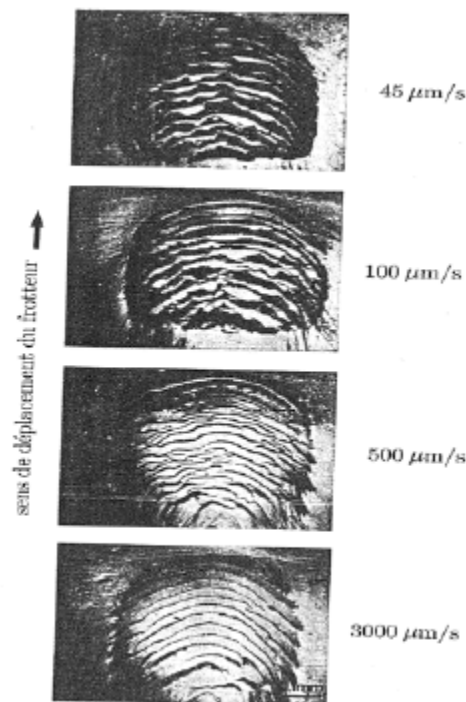 45 μm/s
100 μm/s
sens de déplacement du frotteur
500 μm/s
3000 μm/s